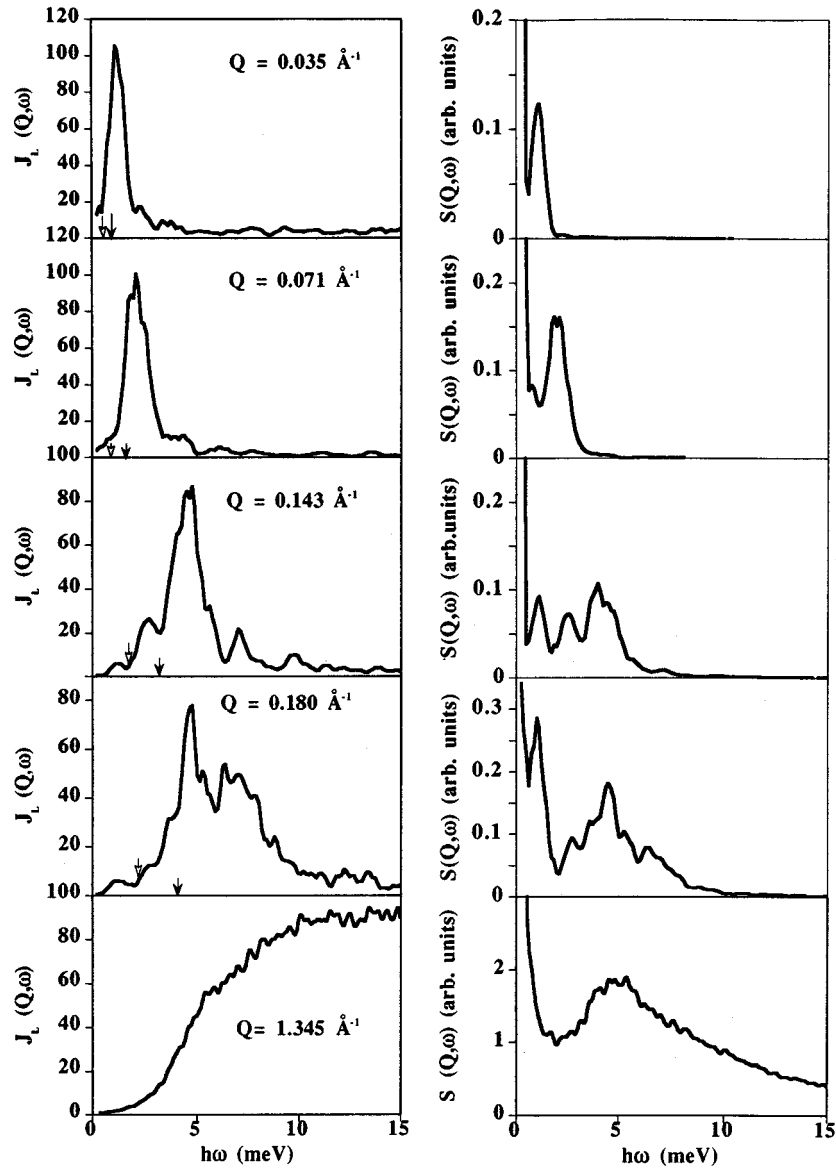 120
100
80
60
40
20
120
J_L (Q,ω)
Q = 0.035 Å⁻¹
100
80
60
40
20
100
J_L (Q,ω)
Q = 0.071 Å⁻¹
80
60
40
20
J_L (Q,ω)
Q = 0.143 Å⁻¹
80
60
40
20
100
J_L (Q,ω)
Q = 0.180 Å⁻¹
80
60
40
20
0
J_L (Q,ω)
Q= 1.345 Å⁻¹
0 5 10 15
hω (meV)
0.2
0.1
0
S(Q,ω) (arb. units)
0.2
0.1
0
S(Q,ω) (arb. units)
0.2
0.1
0
S(Q,ω) (arb.units)
0.3
0.2
0.1
0
S(Q,ω) (arb. units)
2
1
0
S (Q,ω) (arb. units)
0 5 10 15
hω (meV)